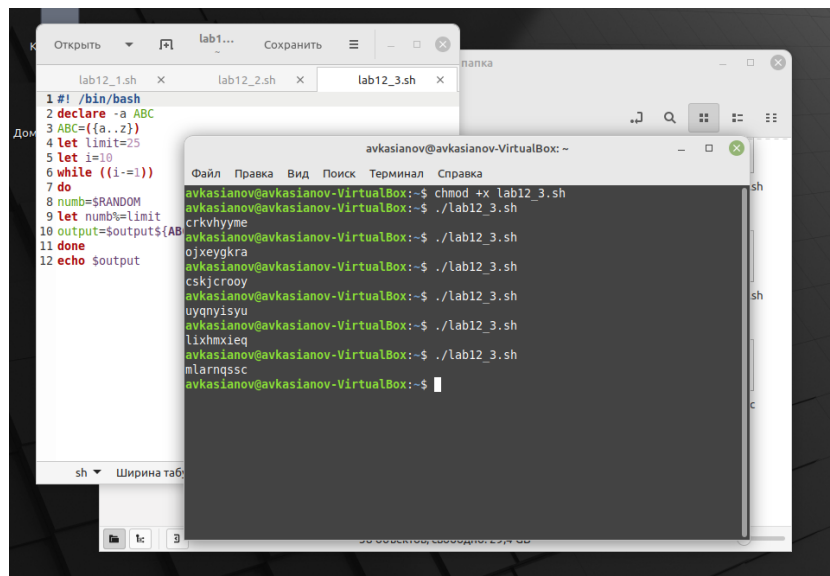 Открыть lab1... Сохранить
~
lab12_1.sh × lab12_2.sh × lab12_3.sh ×
1 #! /bin/bash
2 declare -a ABC
3 ABC=({a..z})
4 let limit=25
5 let i=10
6 while ((i-=1))
7 do
8 numb=$RANDOM
9 let numb%=limit
10 output=$output${AB
11 done
12 echo $output
sh Ширина таб
папка
Дом
avkasianov@avkasianov-VirtualBox: ~
Файл Правка Вид Поиск Терминал Справка
avkasianov@avkasianov-VirtualBox:~$ chmod +x lab12_3.sh
avkasianov@avkasianov-VirtualBox:~$ ./lab12_3.sh
crkvhyyme
avkasianov@avkasianov-VirtualBox:~$ ./lab12_3.sh
ojxeygkra
avkasianov@avkasianov-VirtualBox:~$ ./lab12_3.sh
cskjcrooy
avkasianov@avkasianov-VirtualBox:~$ ./lab12_3.sh
uyqnyisyu
avkasianov@avkasianov-VirtualBox:~$ ./lab12_3.sh
lixhmxieq
avkasianov@avkasianov-VirtualBox:~$ ./lab12_3.sh
mlarnqssc
avkasianov@avkasianov-VirtualBox:~$
sh
sh
c